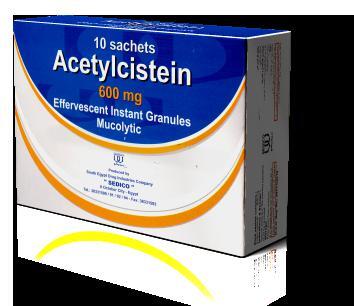 10 sachets
Acetylcistein
600 mg
Effervescent Instant Granules
Mucolytic
Produced by
South Egypt Drug Industries Company
" SEDICO "
6 October City - Egypt